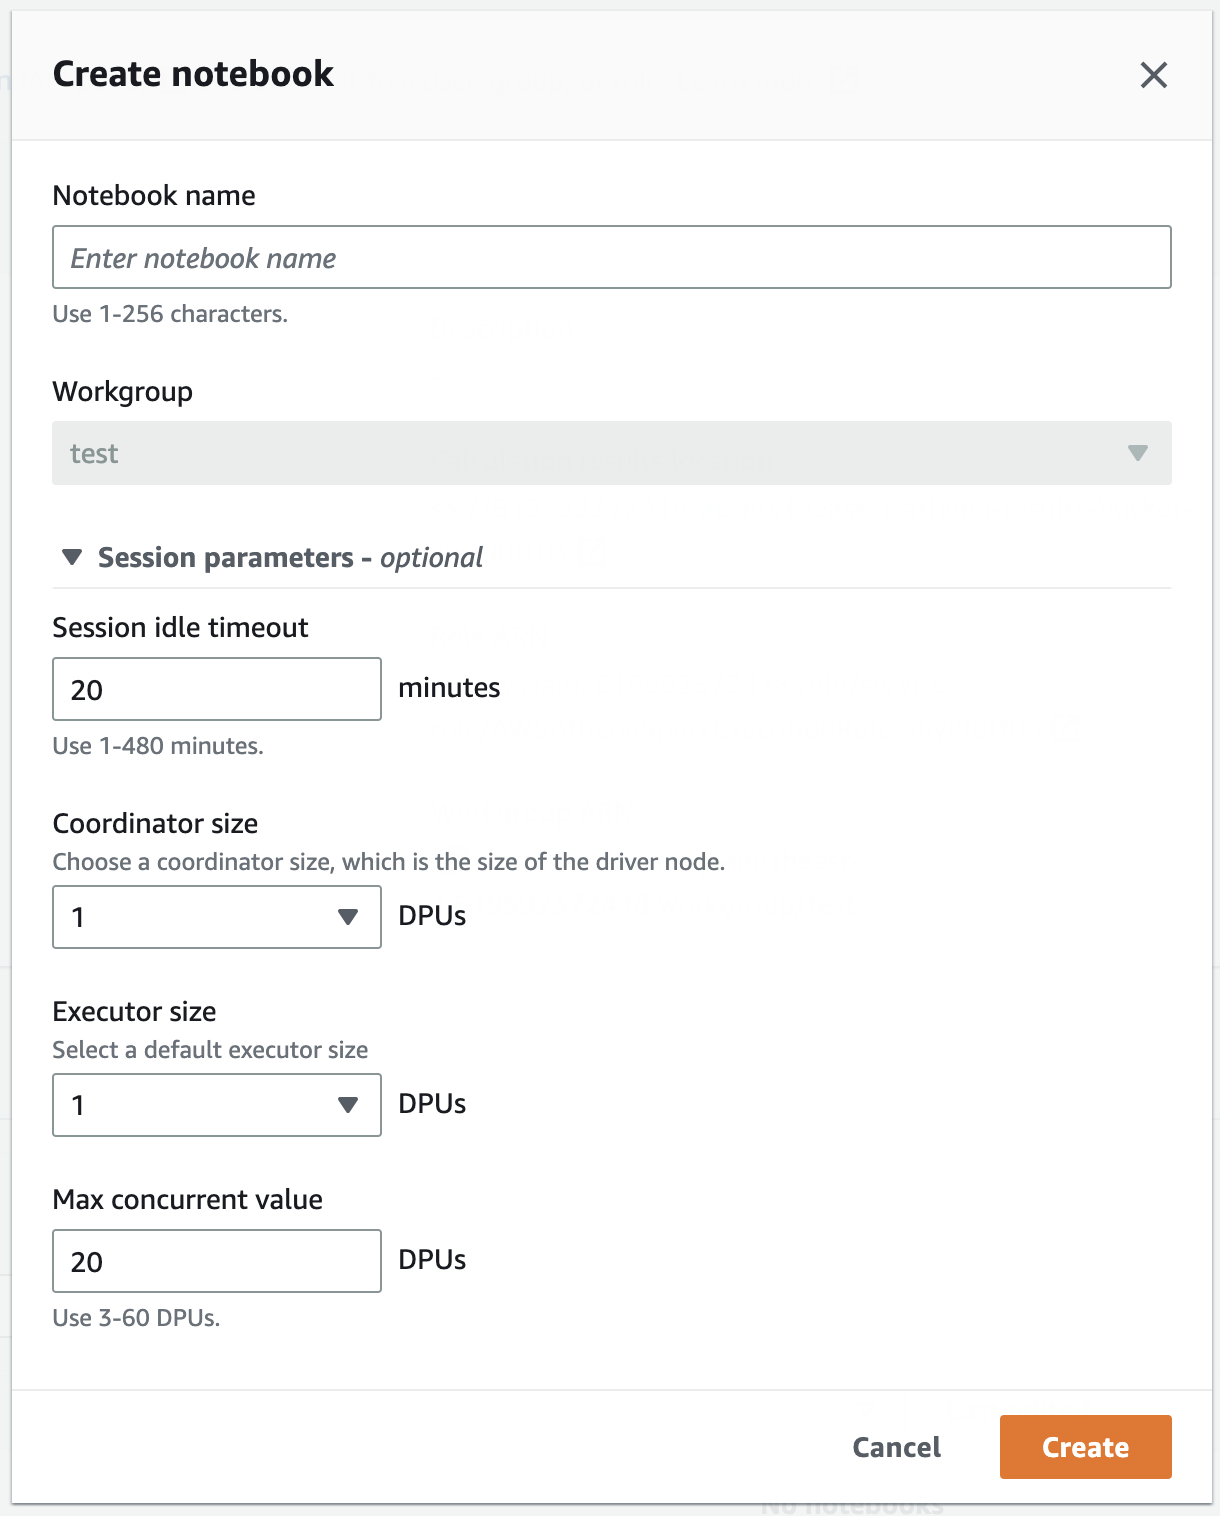 Create notebook
Notebook name
Enter notebook name
Use 1-256 characters.
Workgroup
test
Session parameters - optional
Session idle timeout
20 minutes
Use 1-480 minutes.
Coordinator size
Choose a coordinator size, which is the size of the driver node.
1 DPUs
Executor size
Select a default executor size
1 DPUs
Max concurrent value
20 DPUs
Use 3-60 DPUs.
Cancel Create
No notebooks